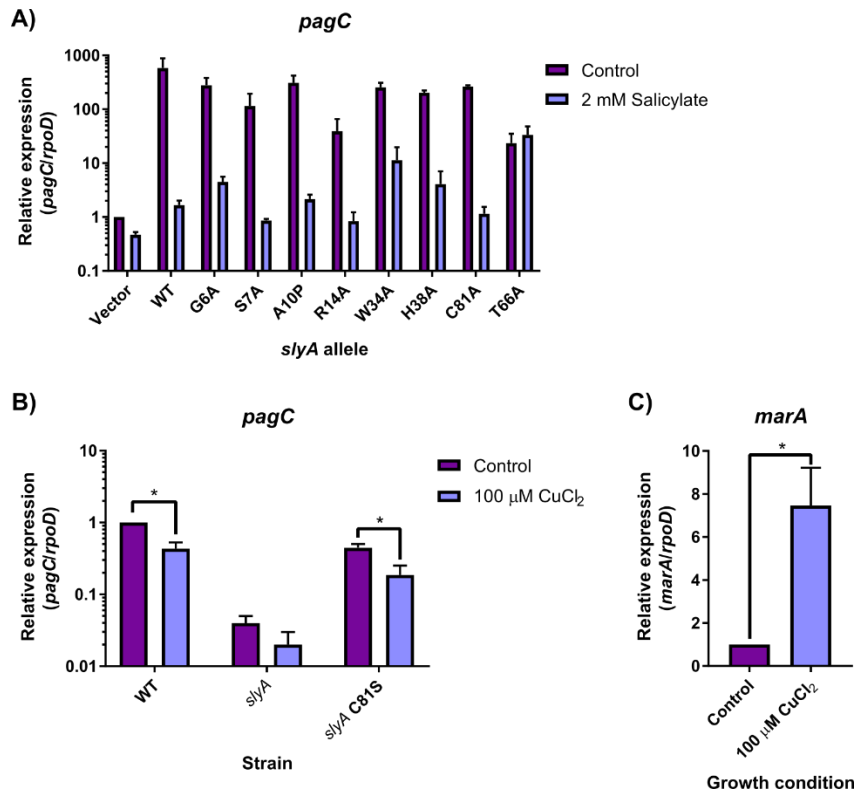 A)
pagC
Relative expression
(pagC/rpoD)
1000
100
10
1
0.1
Vector
WT
G6A
S7A
A10P
R14A
W34A
H38A
C81A
T66A
slyA allele
Control
2 mM Salicylate
B)
pagC
Relative expression
(pagC/rpoD)
10
1
0.1
0.01
*
*
WT
slyA
slyA C81S
Strain
Control
100 μM CuCl₂
C)
marA
Relative expression
(marA/rpoD)
10
8
6
4
2
0
*
Control
100 μM CuCl₂
Growth condition